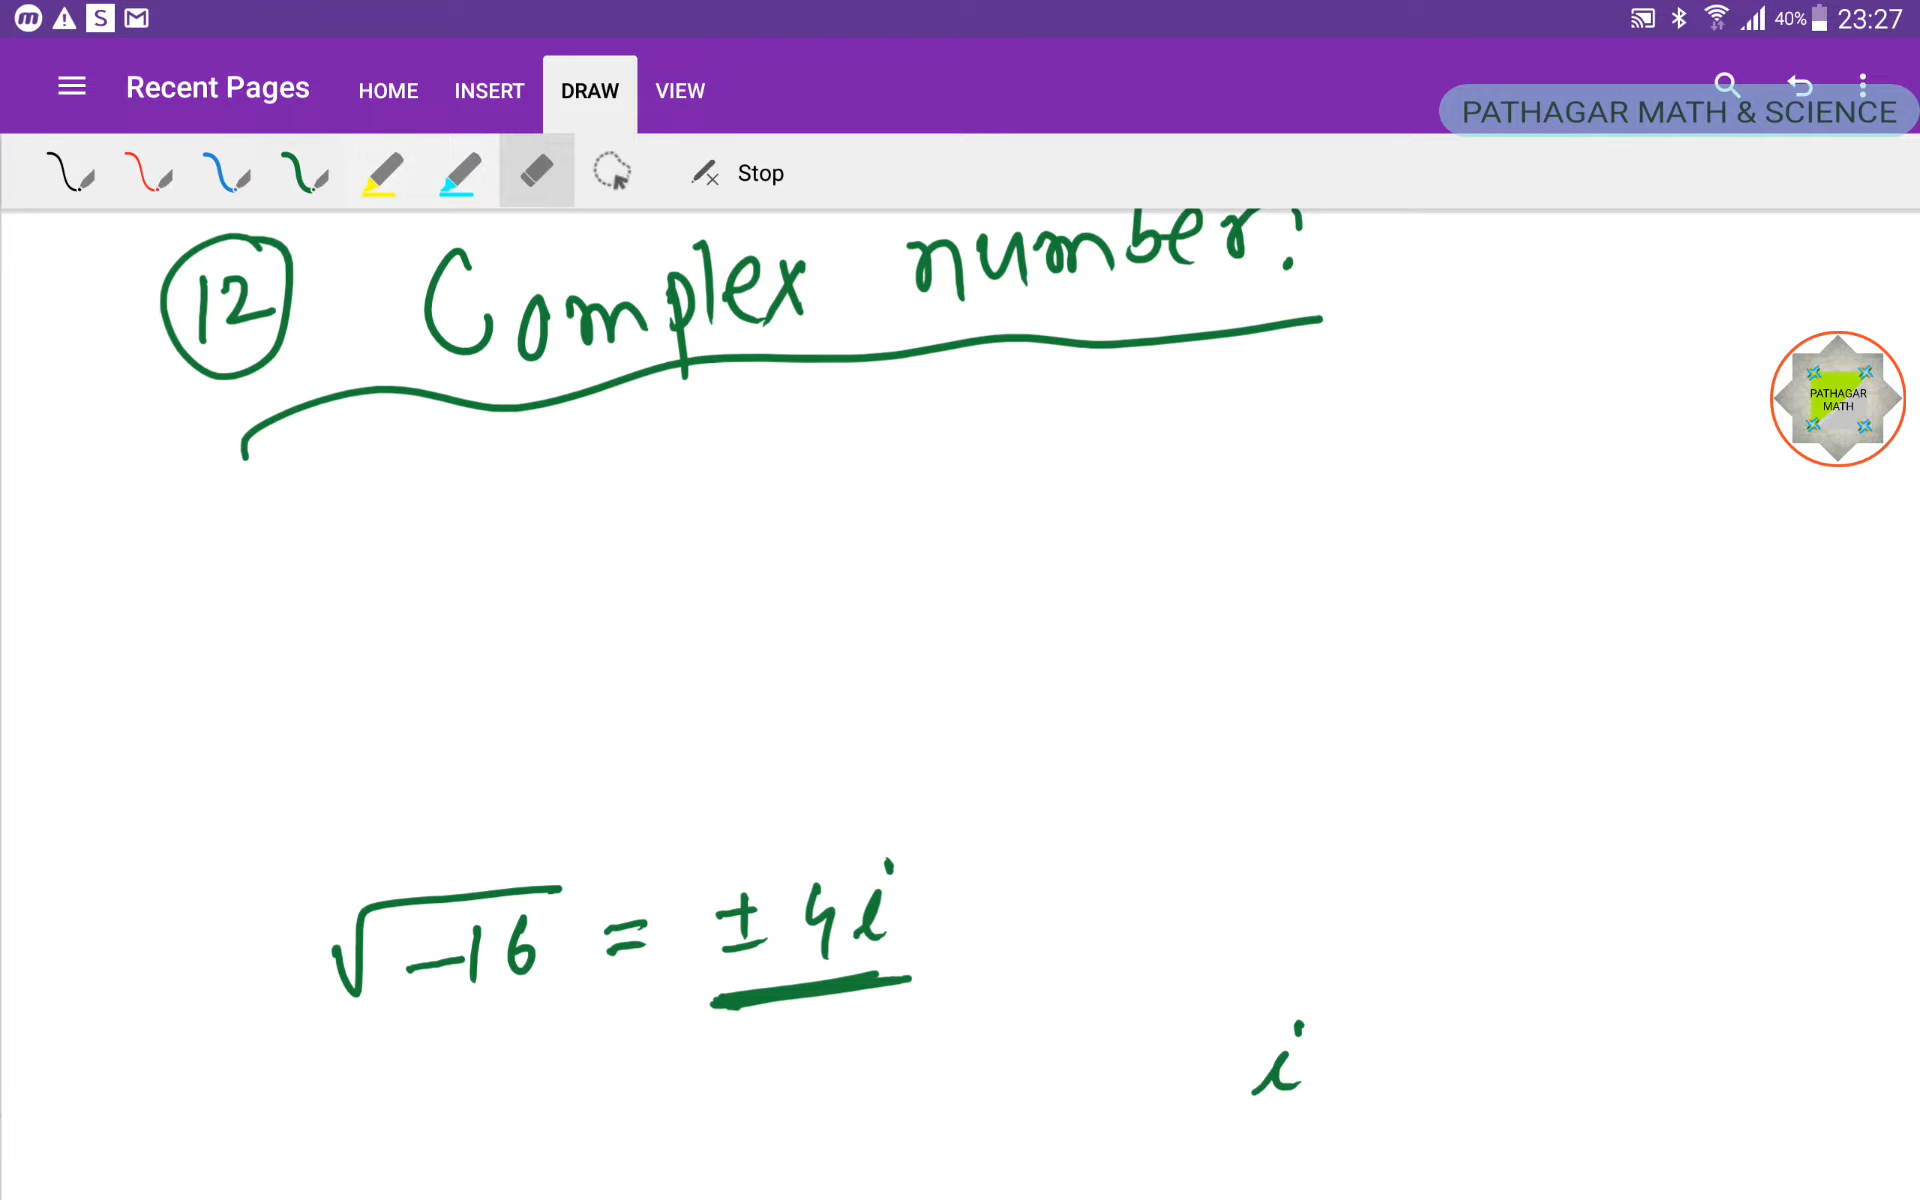 40% 23:27
Recent Pages HOME INSERT DRAW VIEW
PATHAGAR MATH & SCIENCE
Stop
12 Complex number:
PATHAGAR
MATH
√-16 = ± 4i
i